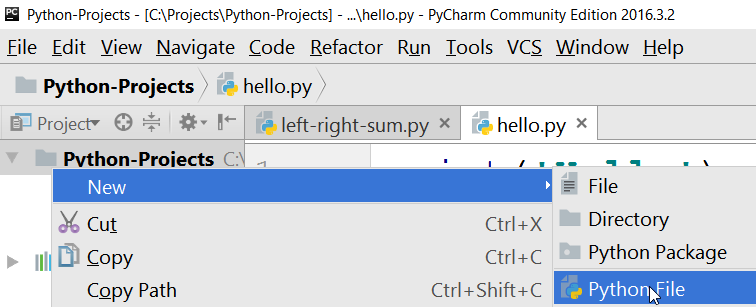 Python-Projects - [C:\Projects\Python-Projects] - ...\hello.py - PyCharm Community Edition 2016.3.2
File Edit View Navigate Code Refactor Run Tools VCS Window Help
Python-Projects hello.py
Project left-right-sum.py hello.py
Python-Projects
New
File
Cut Ctrl+X
Directory
Copy Ctrl+C
Python Package
Copy Path Ctrl+Shift+C
Python File